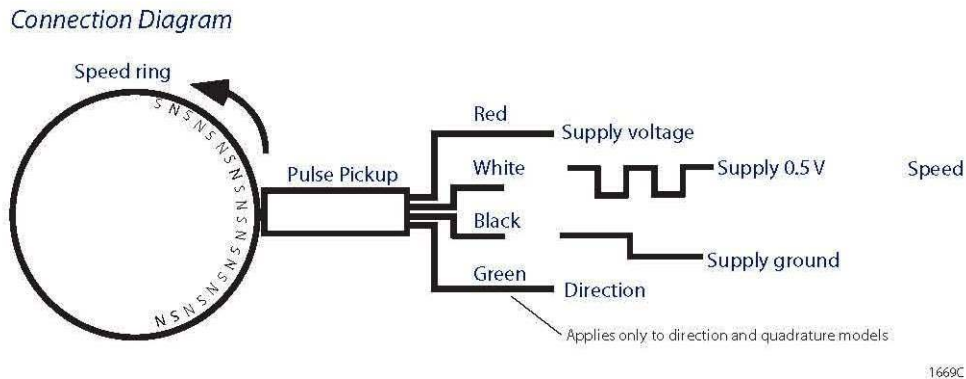 Connection Diagram
Speed ring
S N S N S N S N S N S N S N S N S N S N S N
Pulse Pickup
Red
Supply voltage
White
Supply 0.5 V
Speed
Black
Supply ground
Green
Direction
Applies only to direction and quadrature models
1669C